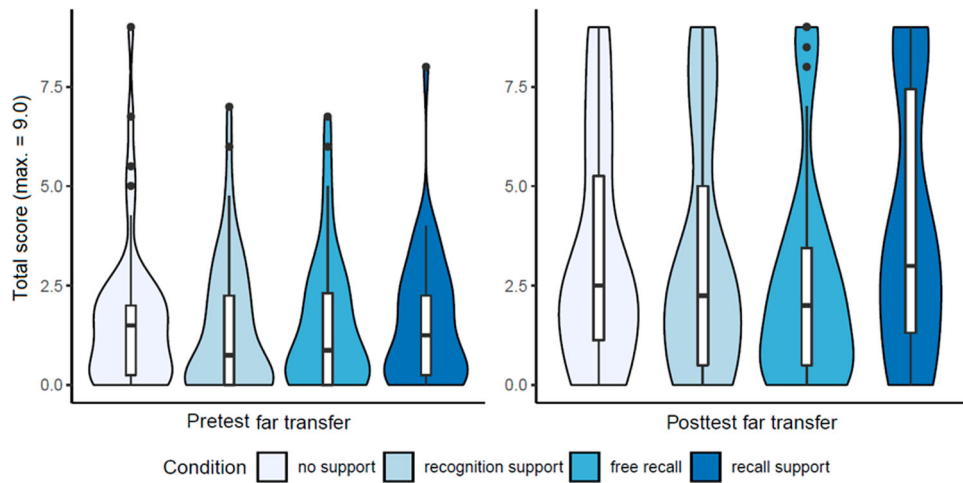 Total score (max. = 9.0)
7.5
5.0
2.5
0.0
Pretest far transfer
7.5
5.0
2.5
0.0
Posttest far transfer
Condition no support recognition support free recall recall support